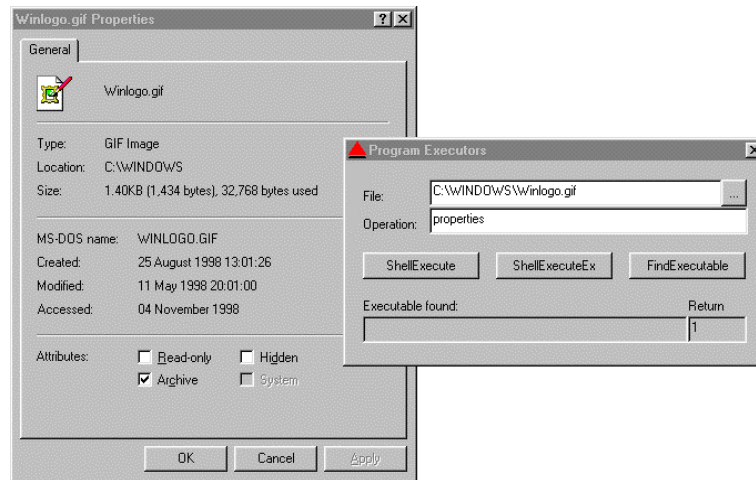 Winlogo.gif Properties
General
Winlogo.gif
Type: GIF Image
Location: C:\WINDOWS
Size: 1.40KB (1,434 bytes), 32,768 bytes used
MS-DOS name: WINLOGO.GIF
Created: 25 August 1998 13:01:26
Modified: 11 May 1998 20:01:00
Accessed: 04 November 1998
Attributes: Read-only Hidden
Archive System
OK Cancel Apply
Program Executors
File: C:\WINDOWS\Winlogo.gif ...
Operation: properties
ShellExecute ShellExecuteEx FindExecutable
Executable found: Return
1